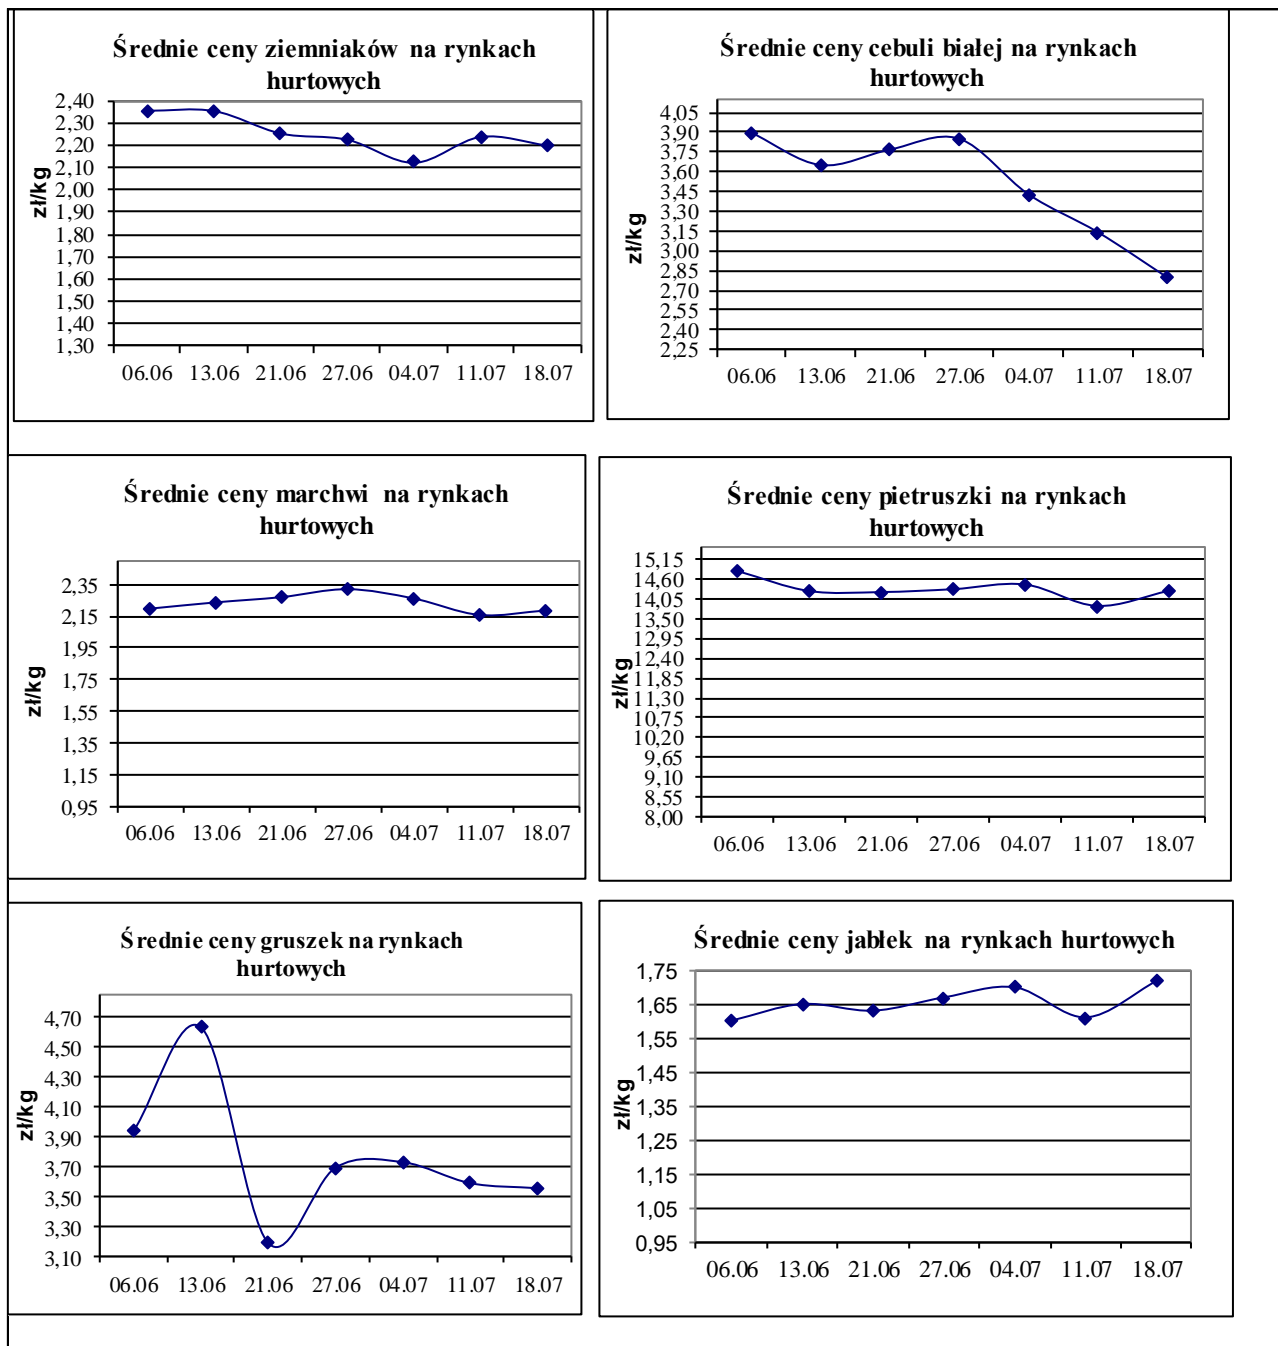 Średnie ceny ziemniaków na rynkach
hurtowych
zł/kg
2,40
2,30
2,20
2,10
2,00
1,90
1,80
1,70
1,60
1,50
1,40
1,30
06.06 13.06 21.06 27.06 04.07 11.07 18.07
Średnie ceny cebuli białej na rynkach
hurtowych
zł/kg
4,05
3,90
3,75
3,60
3,45
3,30
3,15
3,00
2,85
2,70
2,55
2,40
2,25
06.06 13.06 21.06 27.06 04.07 11.07 18.07
Średnie ceny marchwi na rynkach
hurtowych
zł/kg
2,35
2,15
1,95
1,75
1,55
1,35
1,15
0,95
06.06 13.06 21.06 27.06 04.07 11.07 18.07
Średnie ceny pietruszki na rynkach
hurtowych
zł/kg
15,15
14,60
14,05
13,50
12,95
12,40
11,85
11,30
10,75
10,20
9,65
9,10
8,55
8,00
06.06 13.06 21.06 27.06 04.07 11.07 18.07
Średnie ceny gruszek na rynkach
hurtowych
zł/kg
4,70
4,50
4,30
4,10
3,90
3,70
3,50
3,30
3,10
06.06 13.06 21.06 27.06 04.07 11.07 18.07
Średnie ceny jabłek na rynkach hurtowych
zł/kg
1,75
1,65
1,55
1,45
1,35
1,25
1,15
1,05
0,95
06.06 13.06 21.06 27.06 04.07 11.07 18.07